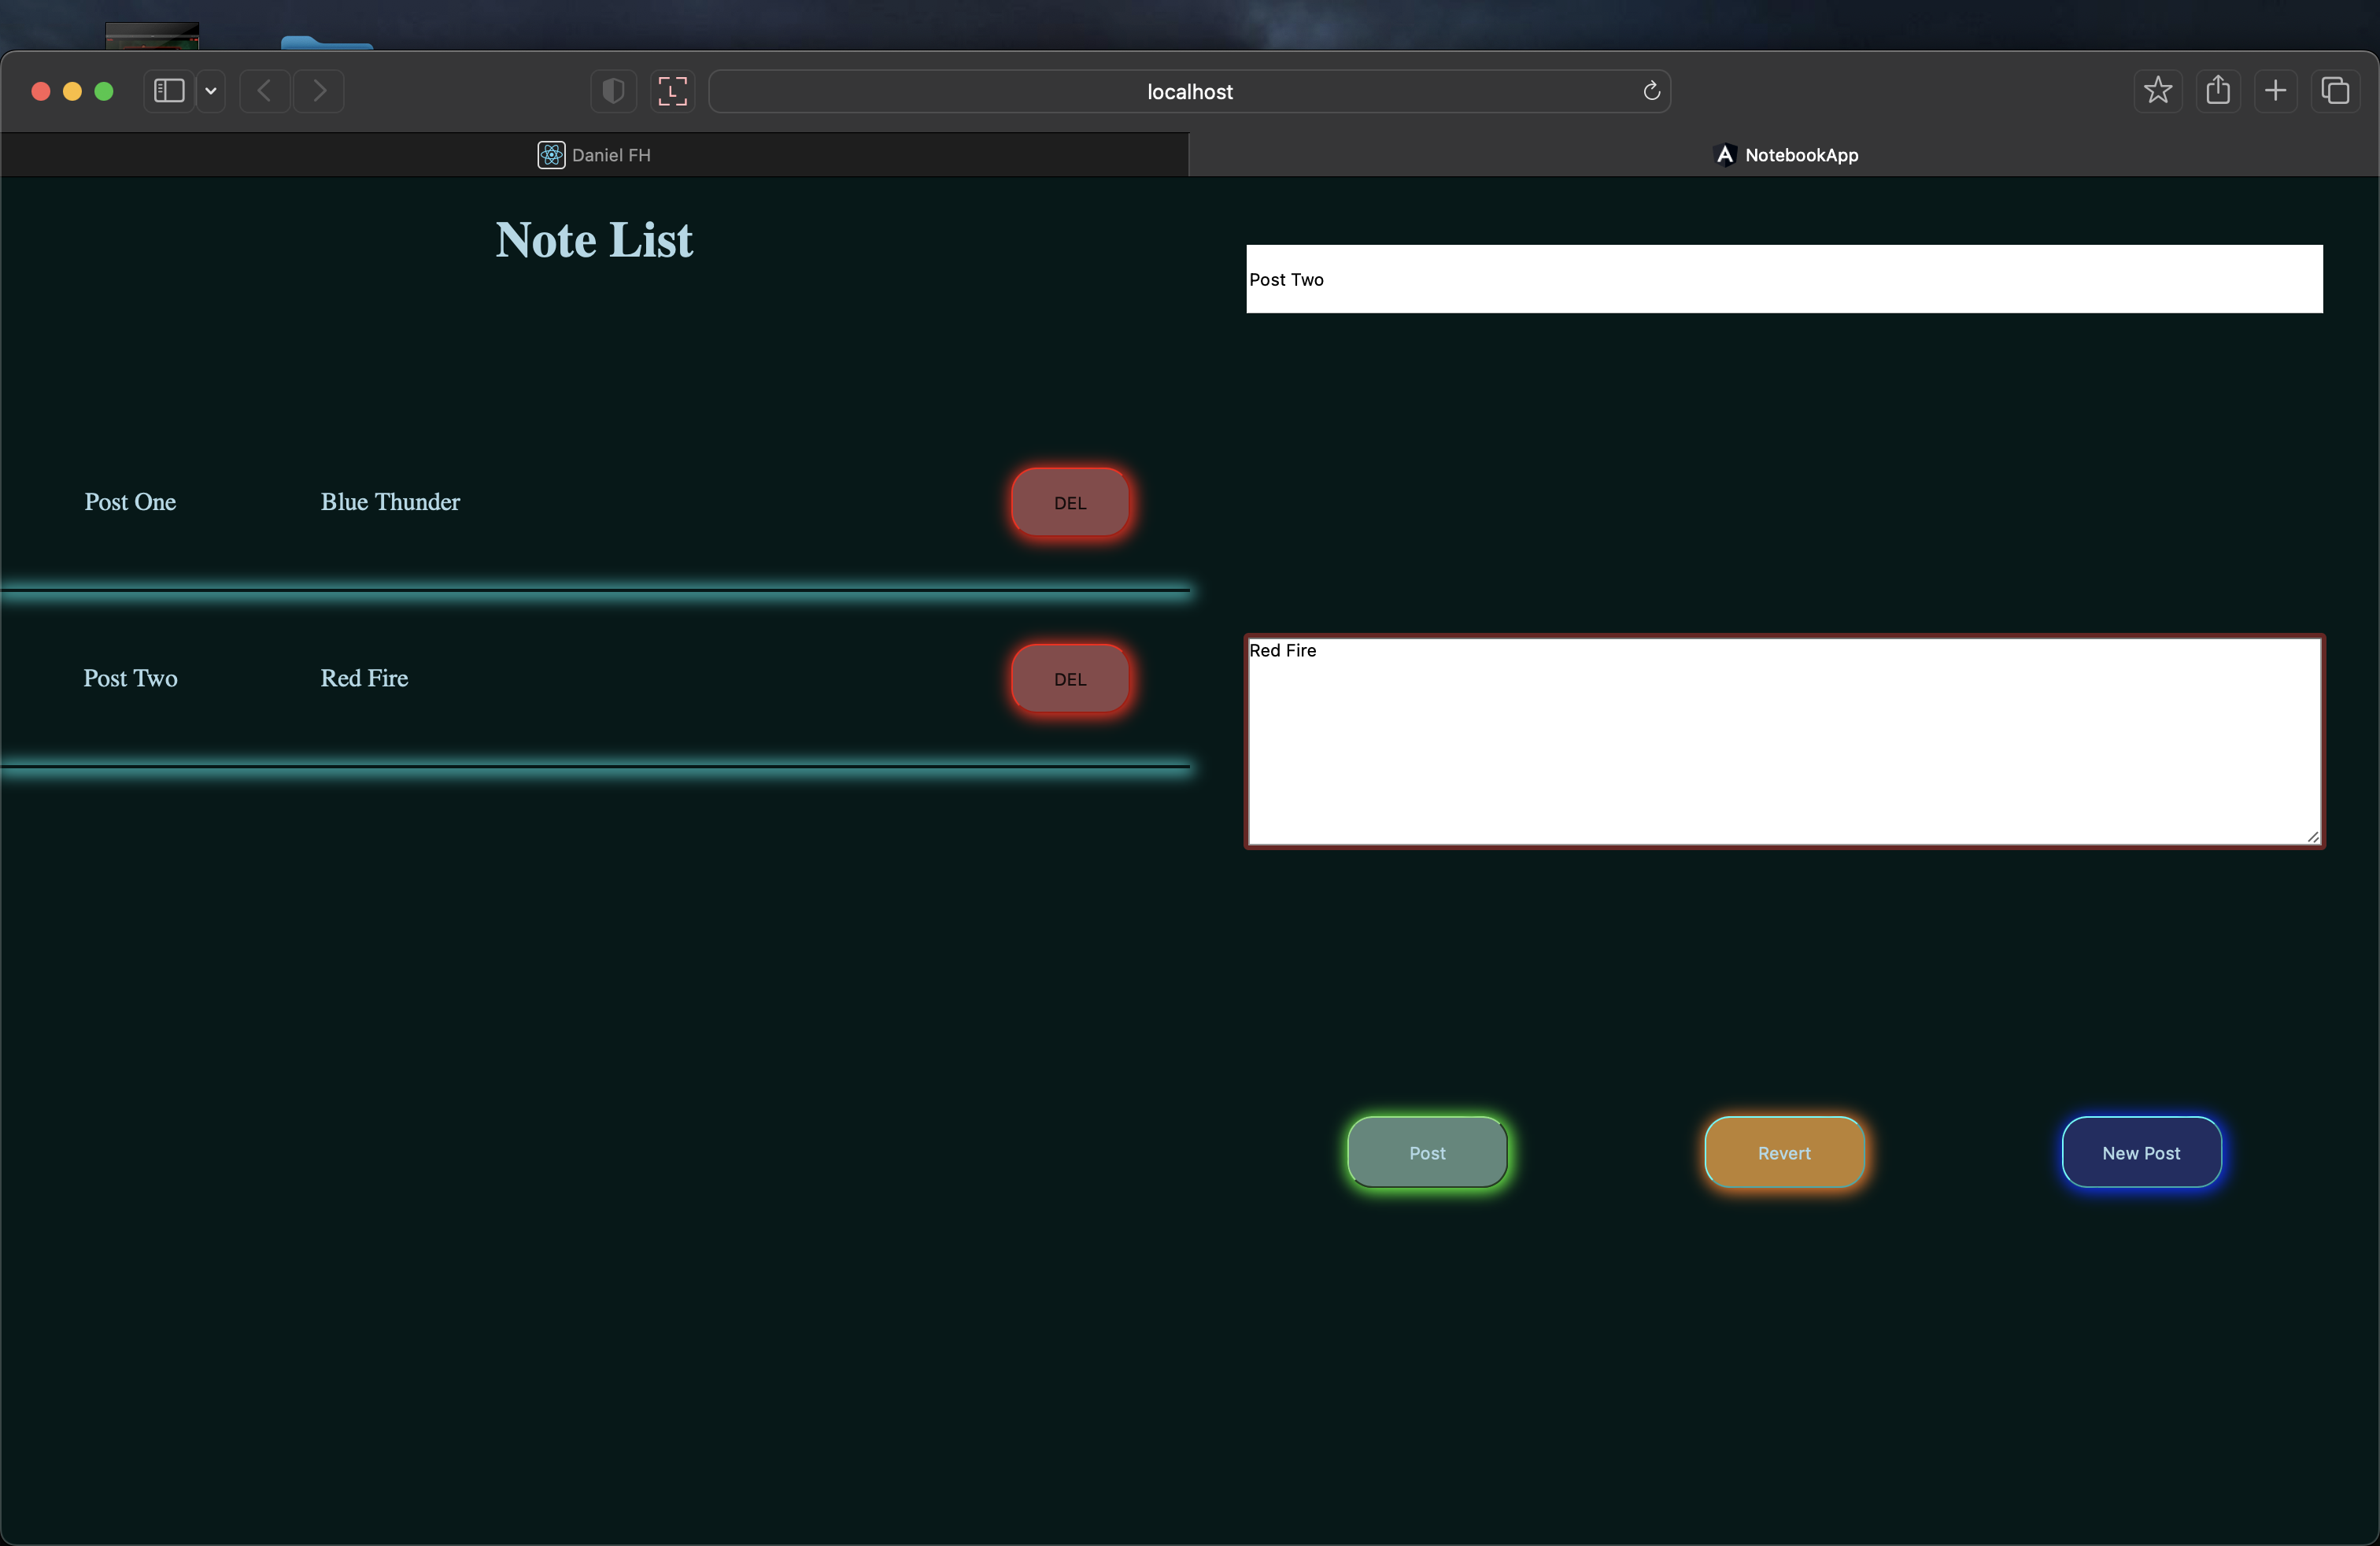 localhost
Daniel FH
NotebookApp
Note List
Post One Blue Thunder DEL
Post Two Red Fire DEL
Post Two
Red Fire
Post Revert New Post